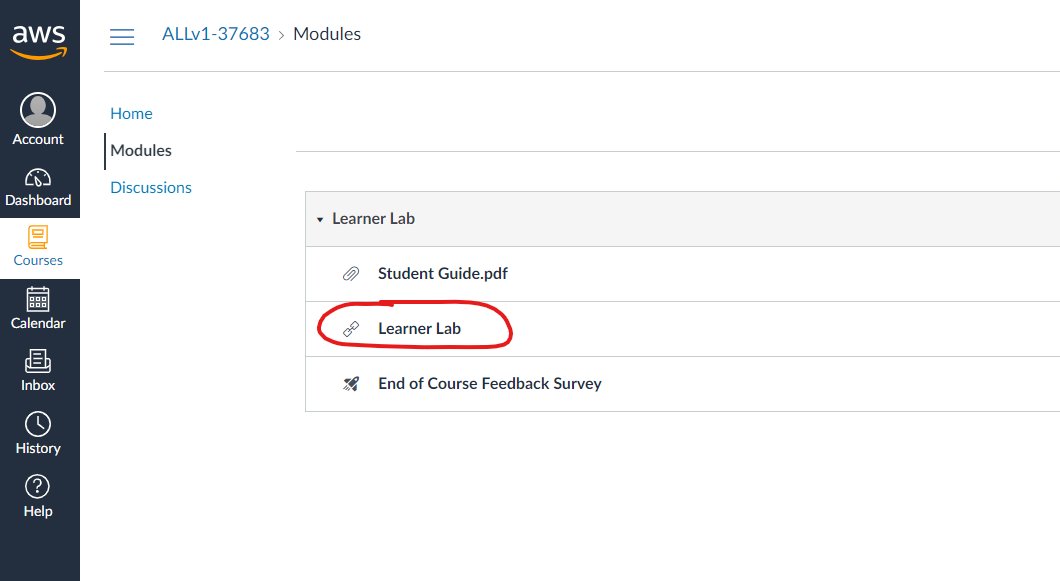 aws
ALLv1-37683 > Modules
Account
Dashboard
Courses
Calendar
Inbox
History
? Help
Home
Modules
Discussions
Learner Lab
Student Guide.pdf
Learner Lab
End of Course Feedback Survey